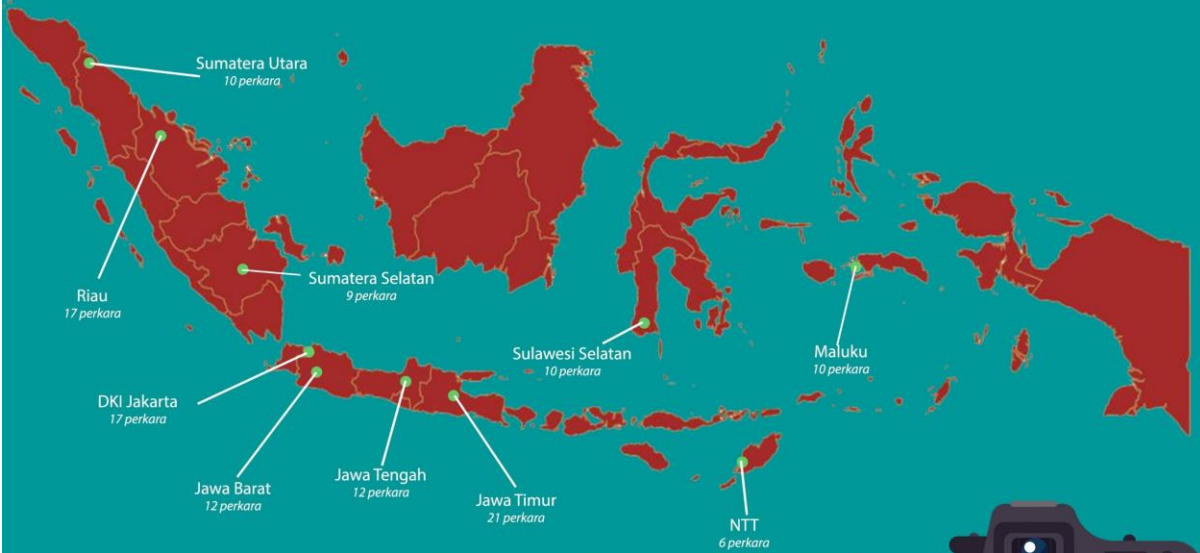 Sumatera Utara
10 perkara
Riau
17 perkara
Sumatera Selatan
9 perkara
DKI Jakarta
17 perkara
Jawa Barat
12 perkara
Jawa Tengah
12 perkara
Jawa Timur
21 perkara
Sulawesi Selatan
10 perkara
Maluku
10 perkara
NTT
6 perkara